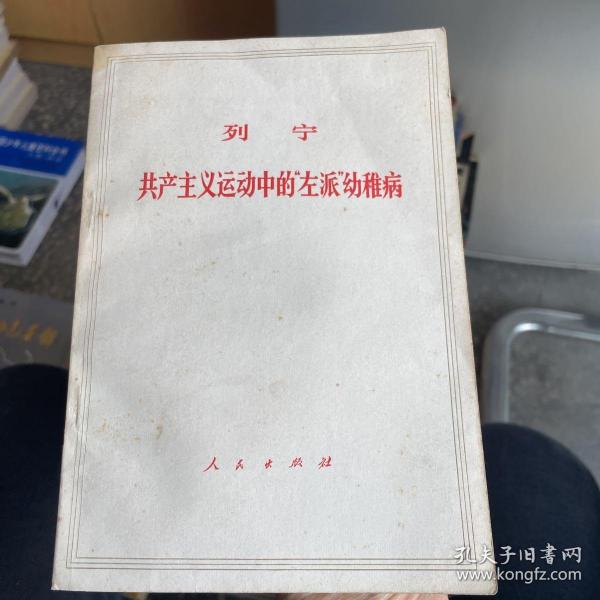 列 宁
共产主义运动中的“左派”幼稚病
人民出版社
孔夫子旧书网
www.kongfz.com